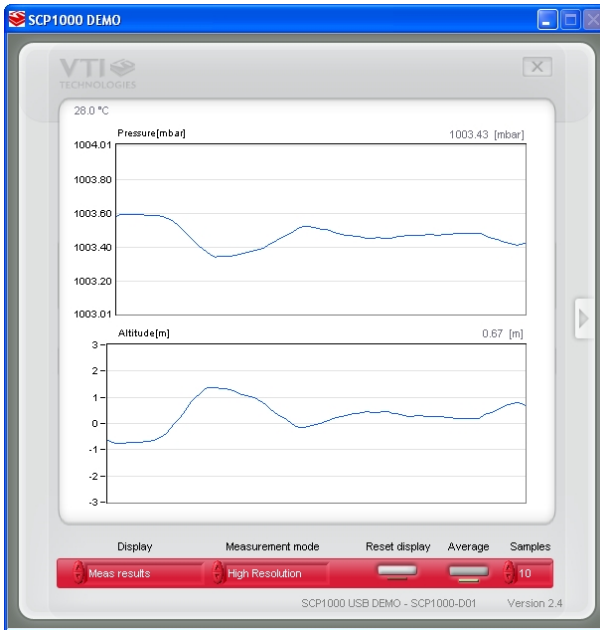 SCP1000 DEMO
VTI
TECHNOLOGIES
28.0 °C
Pressure[mbar]
1003.43 [mbar]
1004.01
1003.80
1003.60
1003.40
1003.20
1003.01
Altitude[m]
0.67 [m]
3
2
1
0
-1
-2
-3
Display
Measurement mode
Reset display
Average
Samples
Meas results
High Resolution
10
SCP1000 USB DEMO - SCP1000-D01
Version 2.4